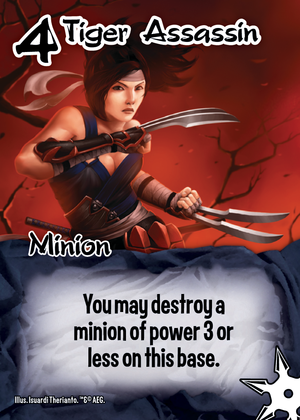 4 Tiger Assassin
Minion
You may destroy a
minion of power 3 or
less on this base.
Illus. Isuardi Therianto. ™© AEG.